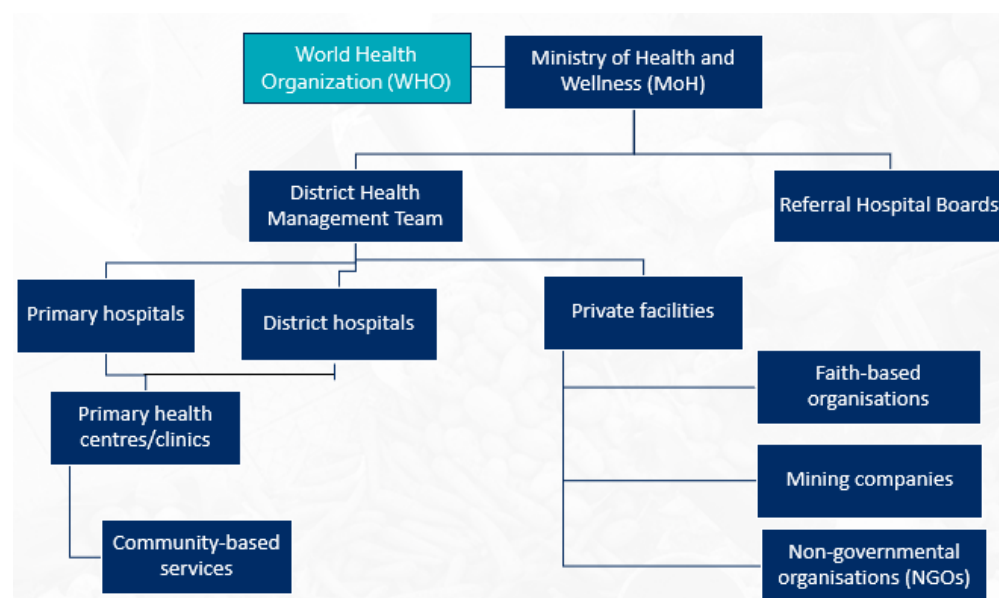 World Health
Organization (WHO)
Ministry of Health and
Wellness (MoH)
District Health
Management Team
Referral Hospital Boards
Primary hospitals
District hospitals
Private facilities
Primary health
centres/clinics
Faith-based
organisations
Mining companies
Community-based
services
Non-governmental
organisations (NGOs)